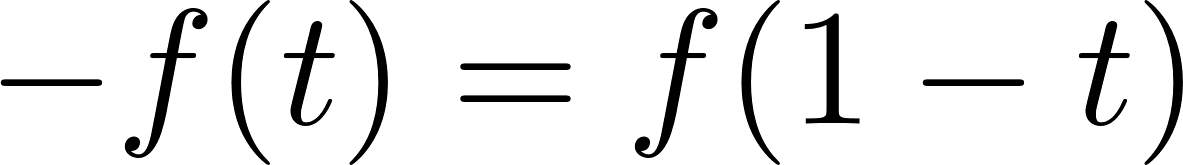 −f(t) = f(1 − t)